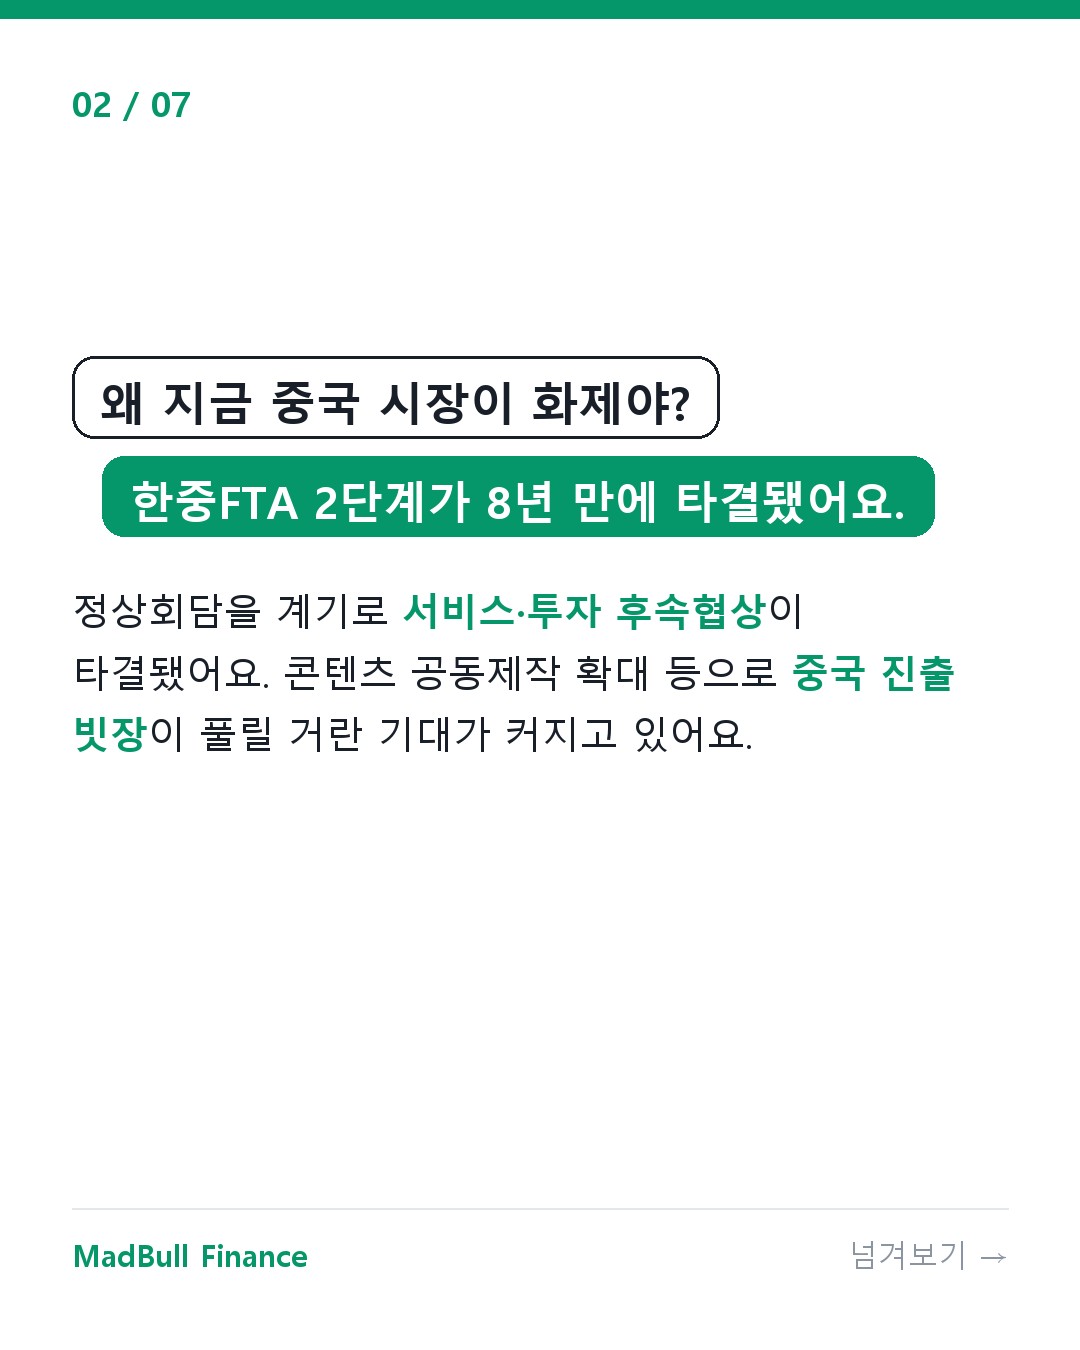 02 / 07
왜 지금 중국 시장이 화제야?
한중FTA 2단계가 8년 만에 타결됐어요.
정상회담을 계기로 서비스·투자 후속협상이
타결됐어요. 콘텐츠 공동제작 확대 등으로 중국 진출
빗장이 풀릴 거란 기대가 커지고 있어요.
MadBull Finance
넘겨보기 →